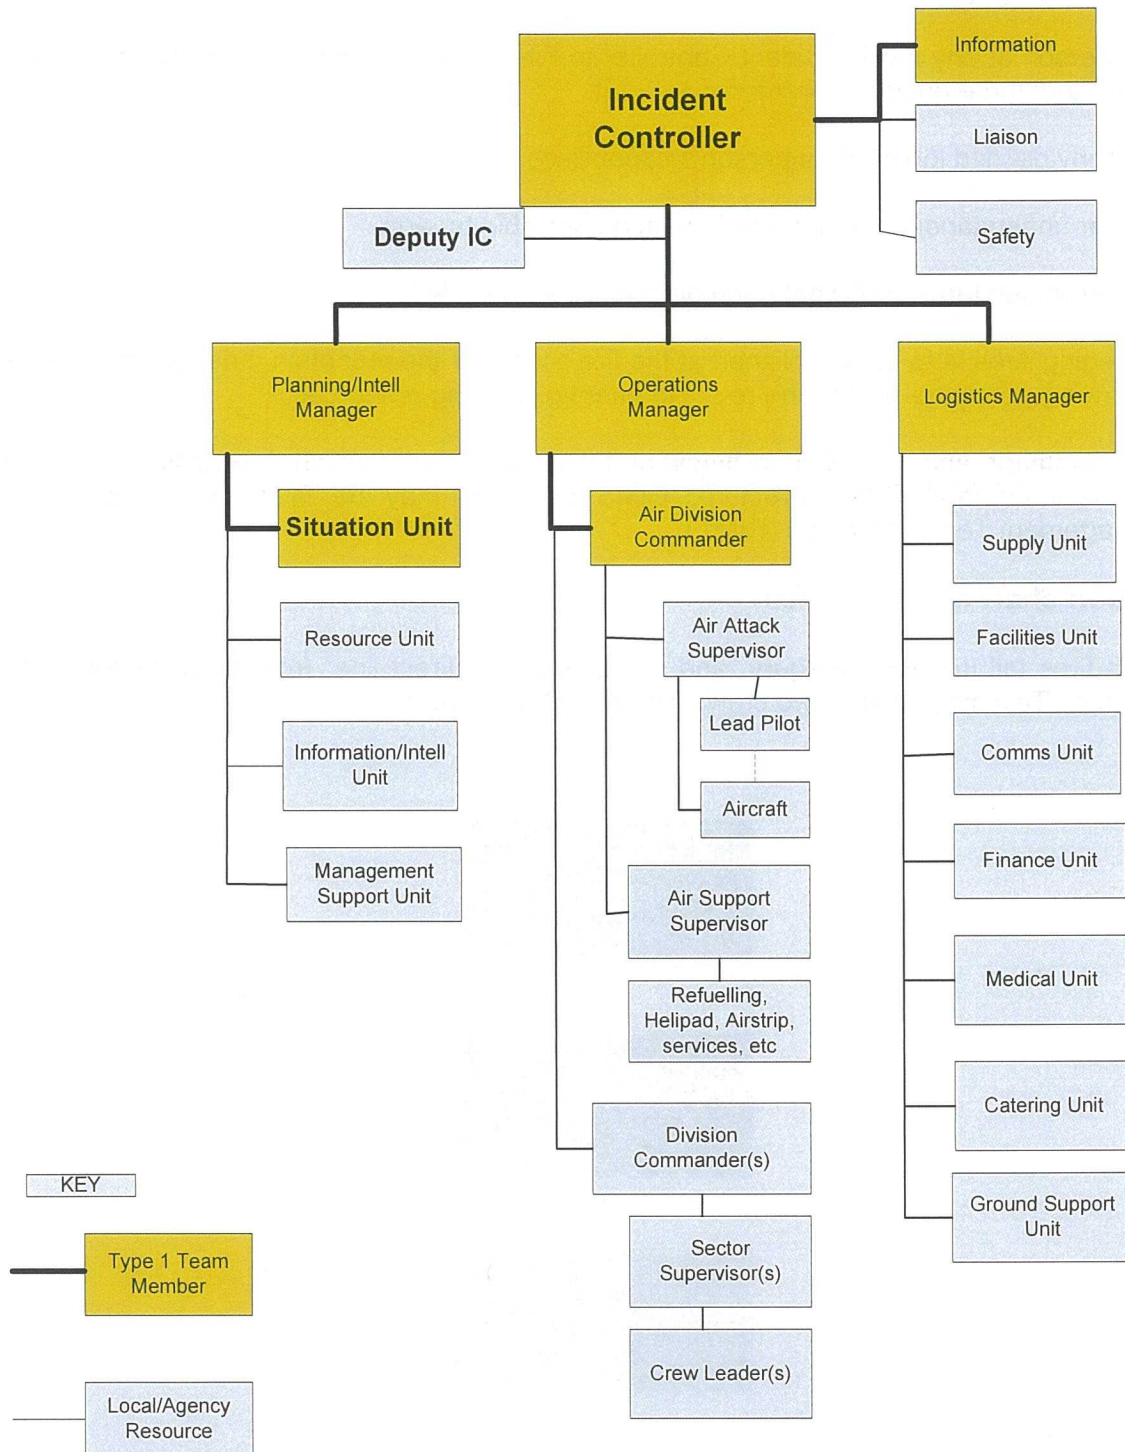 Incident
Controller
Information
Liaison
Safety
Deputy IC
Planning/Intell
Manager
Operations
Manager
Logistics Manager
Situation Unit
Resource Unit
Information/Intell
Unit
Management
Support Unit
Air Division
Commander
Air Attack
Supervisor
Lead Pilot
Aircraft
Air Support
Supervisor
Refuelling,
Helipad, Airstrip,
services, etc
Division
Commander(s)
Sector
Supervisor(s)
Crew Leader(s)
Supply Unit
Facilities Unit
Comms Unit
Finance Unit
Medical Unit
Catering Unit
Ground Support
Unit
KEY
Type 1 Team
Member
Local/Agency
Resource